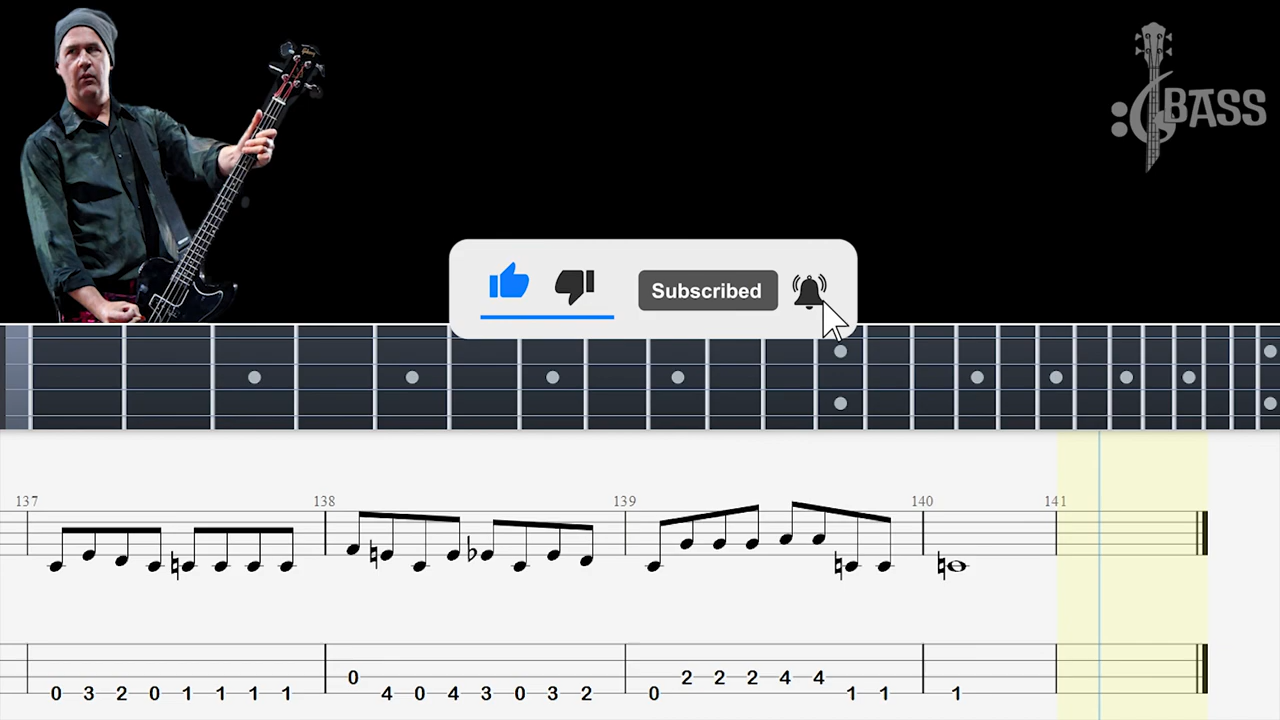 BASS
Subscribed
137 138 139 140 141
0
2 2 2 4 4
0 3 2 0 1 1 1 1 4 0 4 3 0 3 2 0 1 1 1